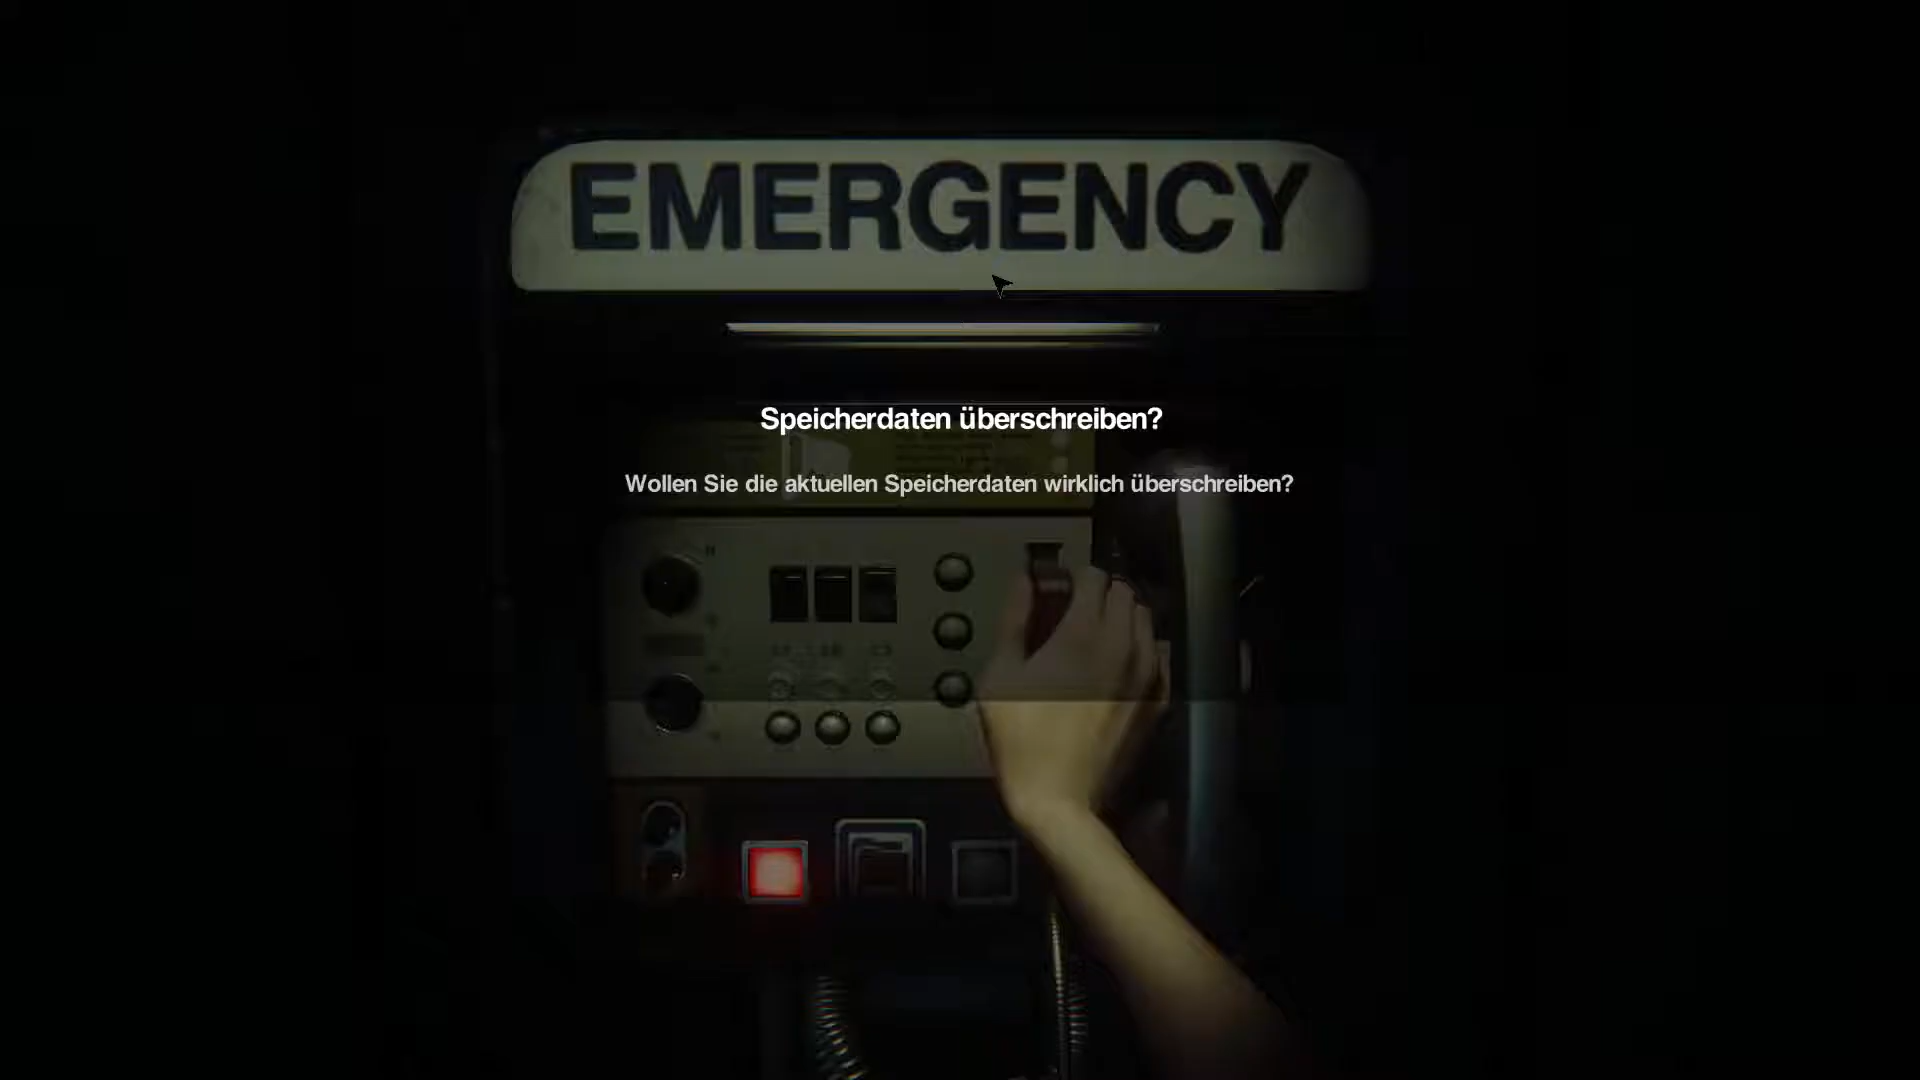 EMERGENCY
Speicherdaten überschreiben?
Wollen Sie die aktuellen Speicherdaten wirklich überschreiben?